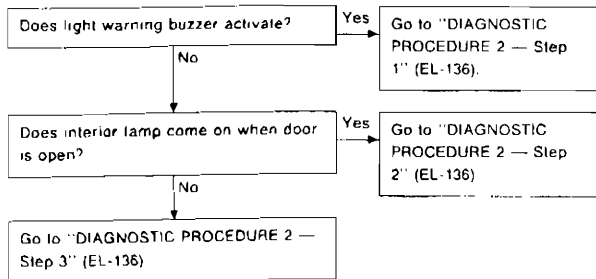 Does light warning buzzer activate?
Yes
Go to "DIAGNOSTIC
PROCEDURE 2 — Step
1" (EL-136).
No
Does interior lamp come on when door
is open?
Yes
Go to "DIAGNOSTIC
PROCEDURE 2 — Step
2" (EL-136)
No
Go to "DIAGNOSTIC PROCEDURE 2 —
Step 3" (EL-136)